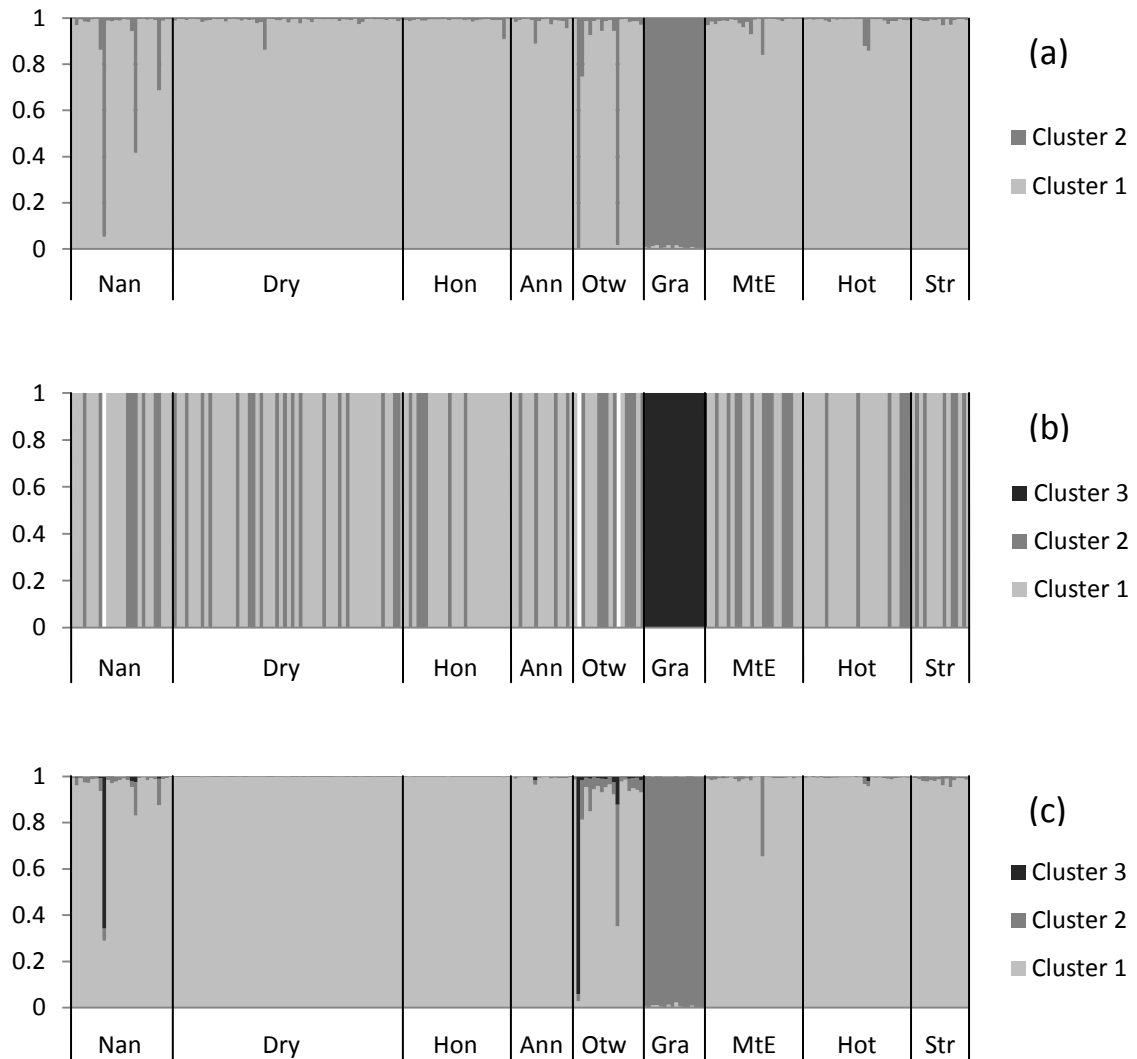 1
0.8
0.6
0.4
0.2
0
Nan Dry Hon Ann Otw Gra MtE Hot Str
(a)
Cluster 2
Cluster 1
1
0.8
0.6
0.4
0.2
0
Nan Dry Hon Ann Otw Gra MtE Hot Str
(b)
Cluster 3
Cluster 2
Cluster 1
1
0.8
0.6
0.4
0.2
0
Nan Dry Hon Ann Otw Gra MtE Hot Str
(c)
Cluster 3
Cluster 2
Cluster 1